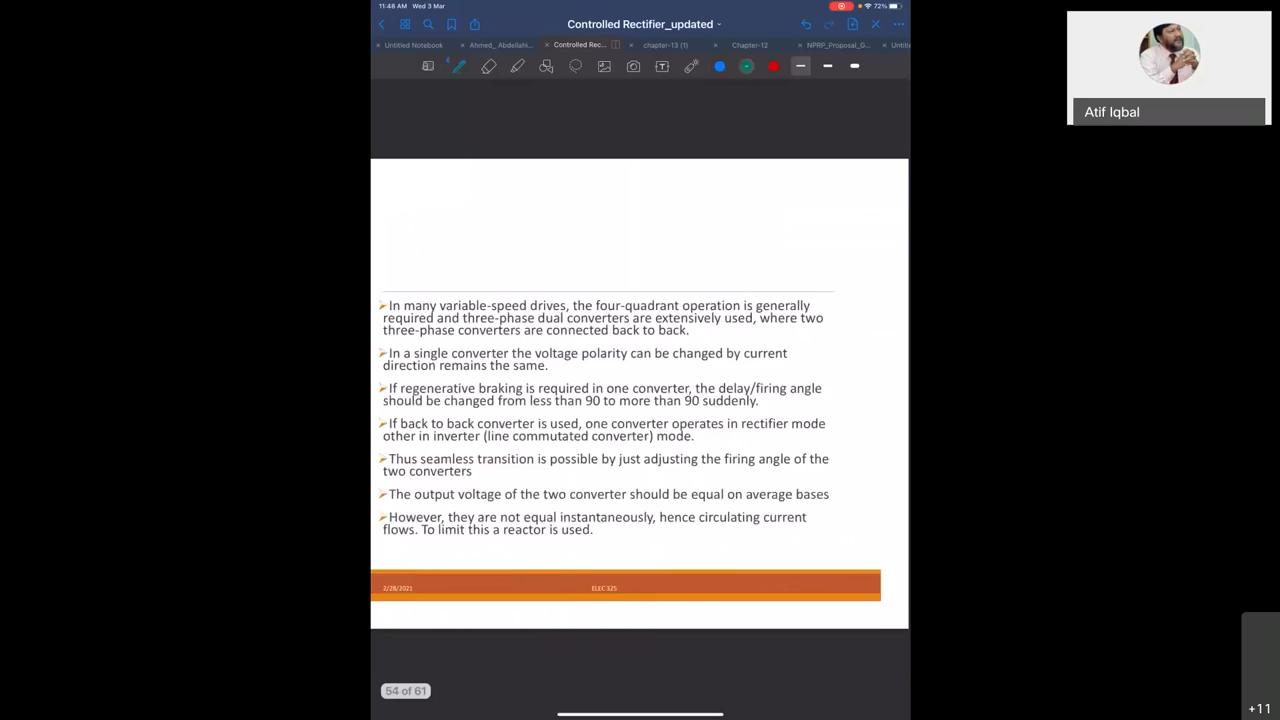 11:48 AM Wed 3 Mar
72%
Controlled Rectifier_updated
Untitled Notebook
Ahmed_ Abdellahi...
Controlled Rec...
chapter-13 (1)
Chapter-12
NPRP_Proposal_G...
Untitl
Atif Iqbal
In many variable-speed drives, the four-quadrant operation is generally
required and three-phase dual converters are extensively used, where two
three-phase converters are connected back to back.
In a single converter the voltage polarity can be changed by current
direction remains the same.
If regenerative braking is required in one converter, the delay/firing angle
should be changed from less than 90 to more than 90 suddenly.
If back to back converter is used, one converter operates in rectifier mode
other in inverter (line commutated converter) mode.
Thus seamless transition is possible by just adjusting the firing angle of the
two converters
The output voltage of the two converter should be equal on average bases
However, they are not equal instantaneously, hence circulating current
flows. To limit this a reactor is used.
2/28/2021
ELEC 325
54 of 61
+11